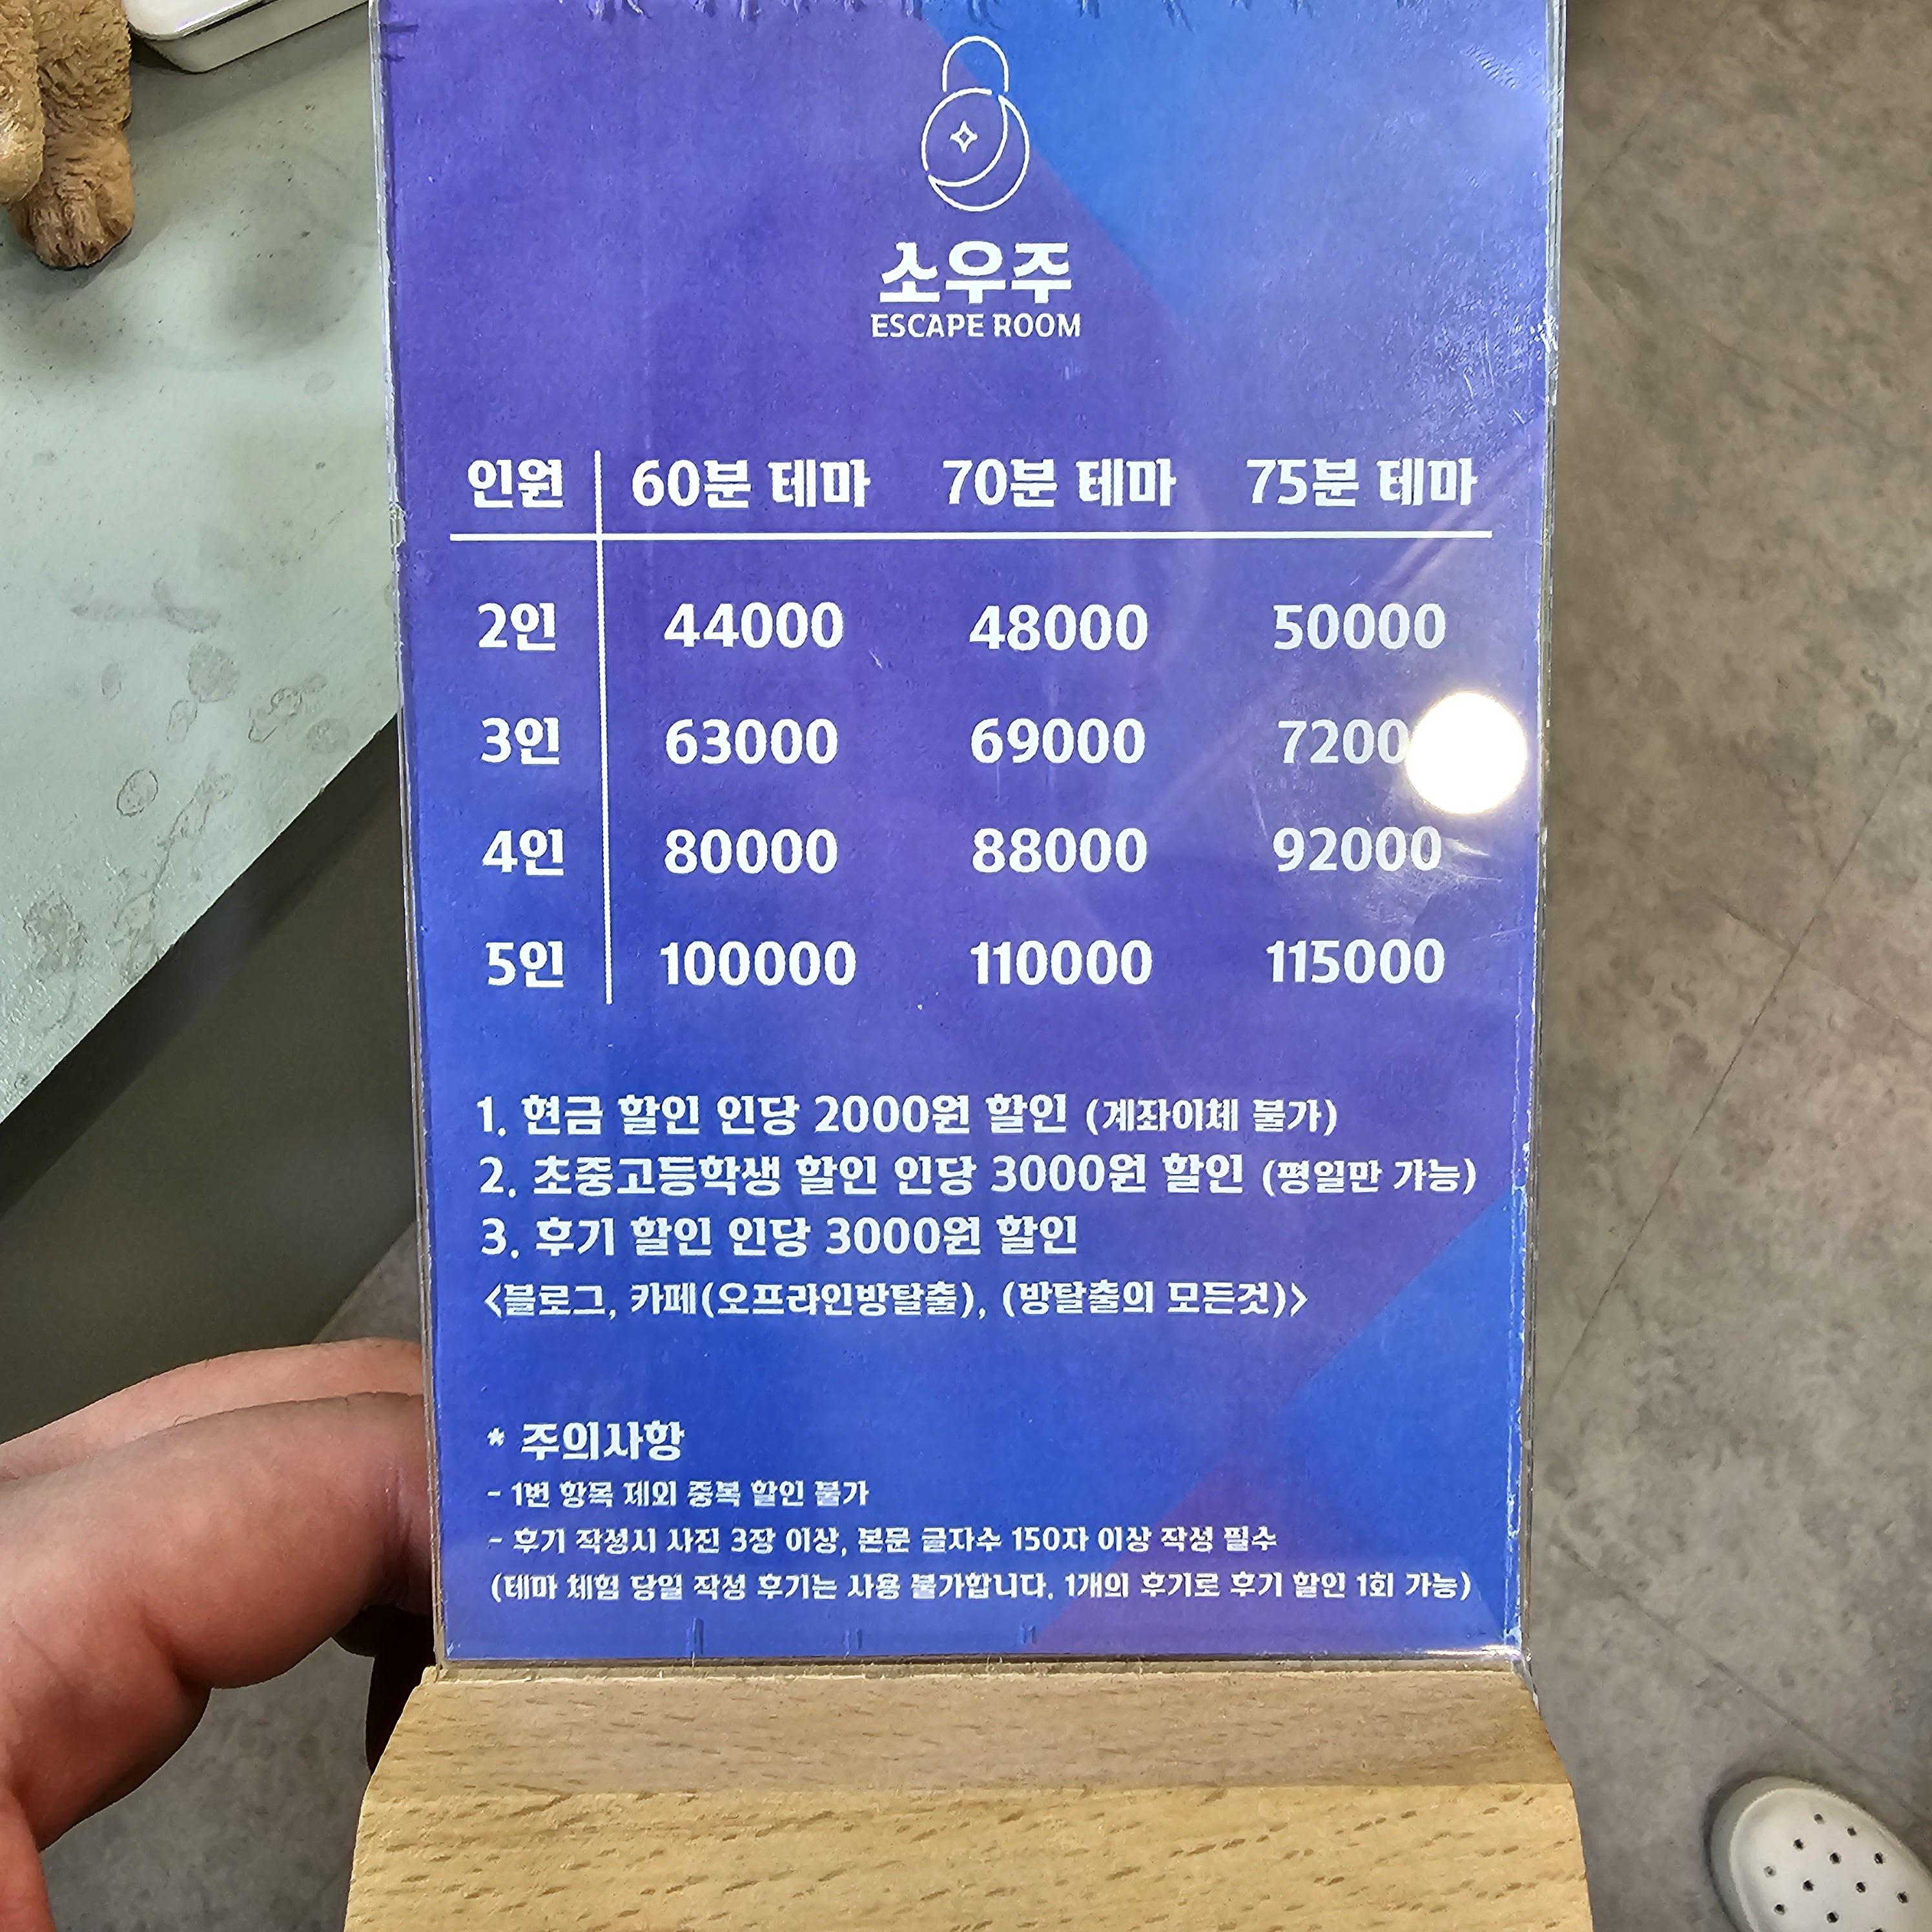 소우주
ESCAPE ROOM
인원 60분 테마 70분 테마 75분 테마
2인 44000 48000 50000
3인 63000 69000
4인 80000 88000 92000
5인 100000 110000 115000
1. 현금 할인 인당 2000원 할인 (계좌이체 불가)
2. 초중고등학생 할인 인당 3000원 할인 (평일만 가능)
3. 후기 할인 인당 3000원 할인
<블로그, 카페(오프라인방탈출), (방탈출의 모든것)>
* 주의사항
- 1번 항목 제외 중복 할인 불가
- 후기 작성시 사진 3장 이상, 본문 글자수 150자 이상 작성 필수
(테마 체험 당일 작성 후기는 사용 불가합니다. 1개의 후기로 후기 할인 1회 가능)